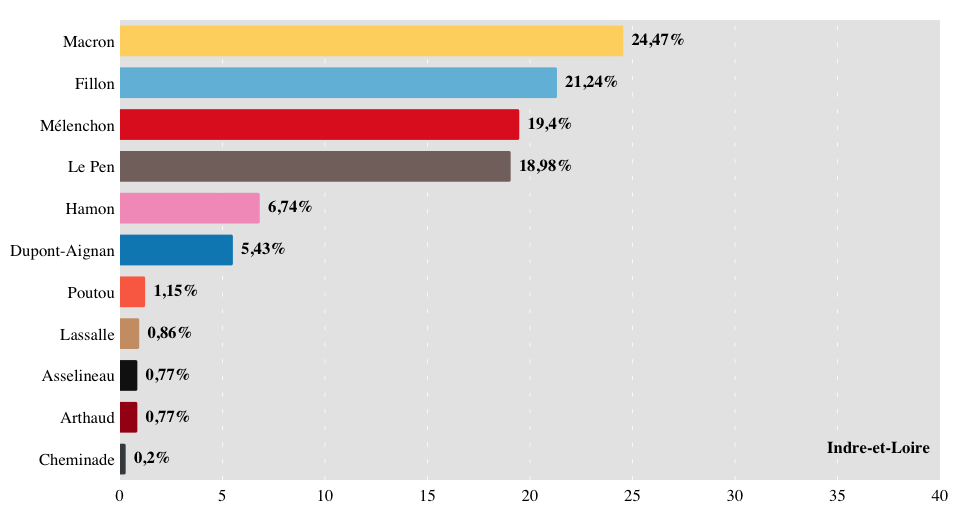 Macron 24,47%
Fillon 21,24%
Mélenchon 19,4%
Le Pen 18,98%
Hamon 6,74%
Dupont-Aignan 5,43%
Poutou 1,15%
Lassalle 0,86%
Asselineau 0,77%
Arthaud 0,77%
Indre-et-Loire
Cheminade 0,2%
0 5 10 15 20 25 30 35 40